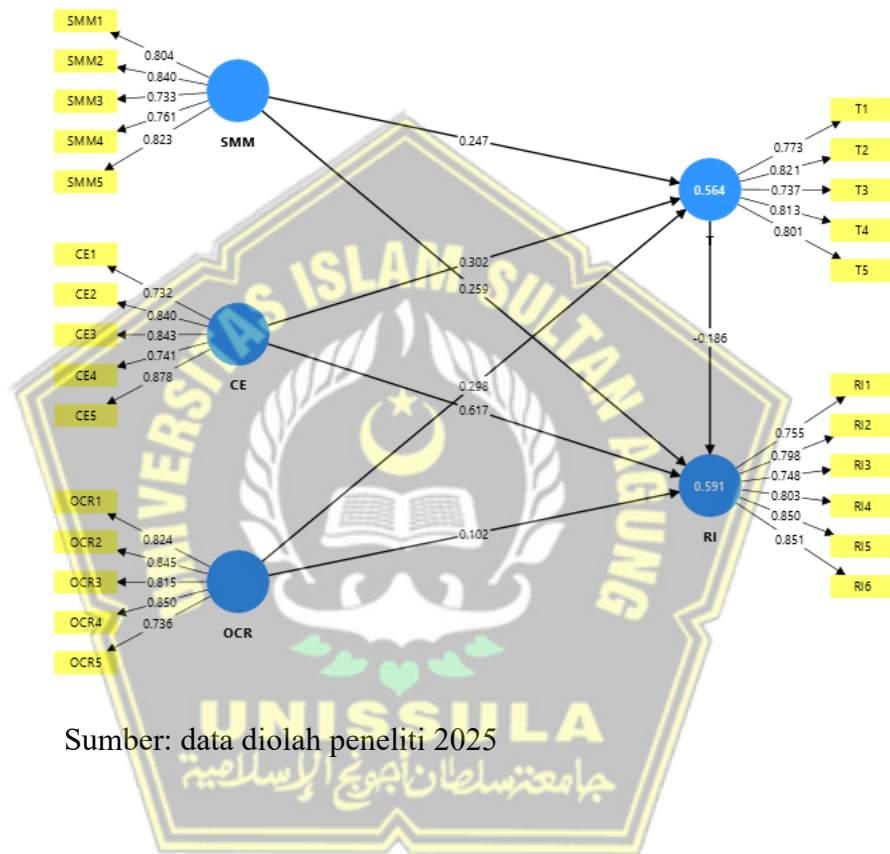 SMM1
SMM2
SMM3
SMM4
SMM5
0.804
0.840
0.733
0.761
0.823
SMM
CE1
CE2
CE3
CE4
CE5
0.732
0.840
0.843
0.741
0.878
CE
OCR1
OCR2
OCR3
OCR4
OCR5
0.824
0.845
0.815
0.850
0.736
OCR
0.247
0.302
0.259
0.298
0.617
0.102
0.564
T
-0.186
0.591
RI
0.773
0.821
0.737
0.813
0.801
T1
T2
T3
T4
T5
0.755
0.798
0.748
0.803
0.850
0.851
RI1
RI2
RI3
RI4
RI5
RI6
UNIVERSITAS ISLAM SULTAN AGUNG
UNISSULA
جامعة سلطان أجونج الإسلامية
Sumber: data diolah peneliti 2025